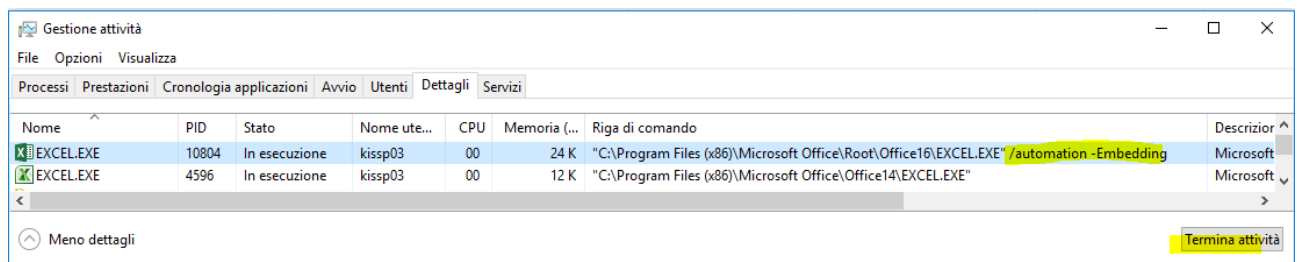 Gestione attività
File Opzioni Visualizza
Processi Prestazioni Cronologia applicazioni Avvio Utenti Dettagli Servizi
Nome PID Stato Nome ute... CPU Memoria (... Riga di comando Descrizior
EXCEL.EXE 10804 In esecuzione kissp03 00 24 K "C:\Program Files (x86)\Microsoft Office\Root\Office16\EXCEL.EXE" /automation -Embedding Microsoft
EXCEL.EXE 4596 In esecuzione kissp03 00 12 K "C:\Program Files (x86)\Microsoft Office\Office14\EXCEL.EXE" Microsoft
Meno dettagli Termina attività